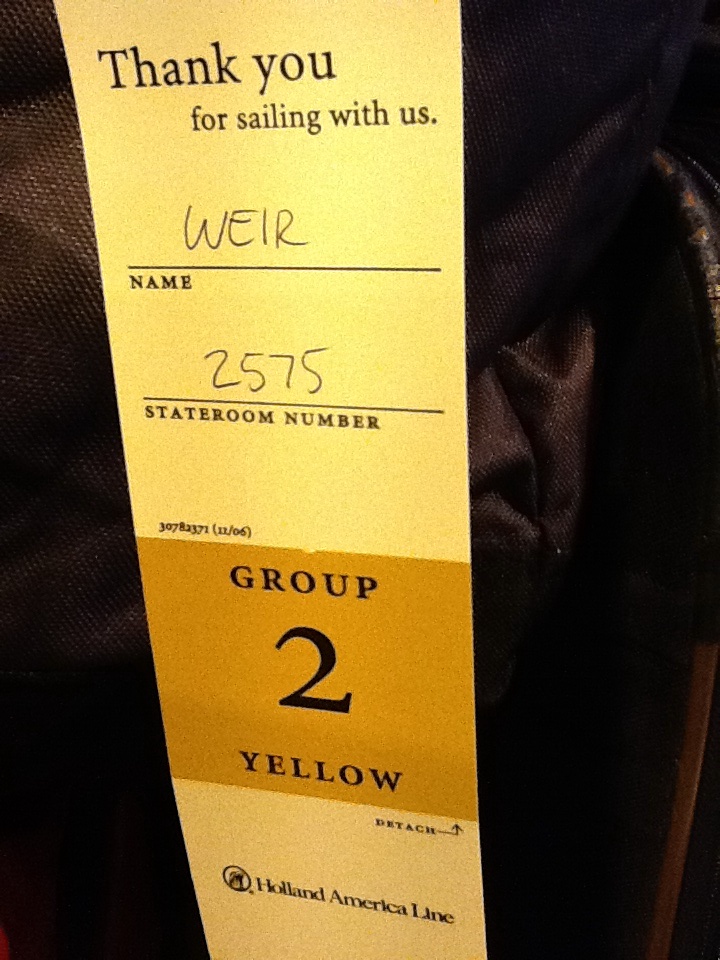 Thank you
for sailing with us.
WEIR
NAME
2575
STATEROOM NUMBER
30782371 (11/06)
GROUP
2
YELLOW
DETACH
Holland America Line